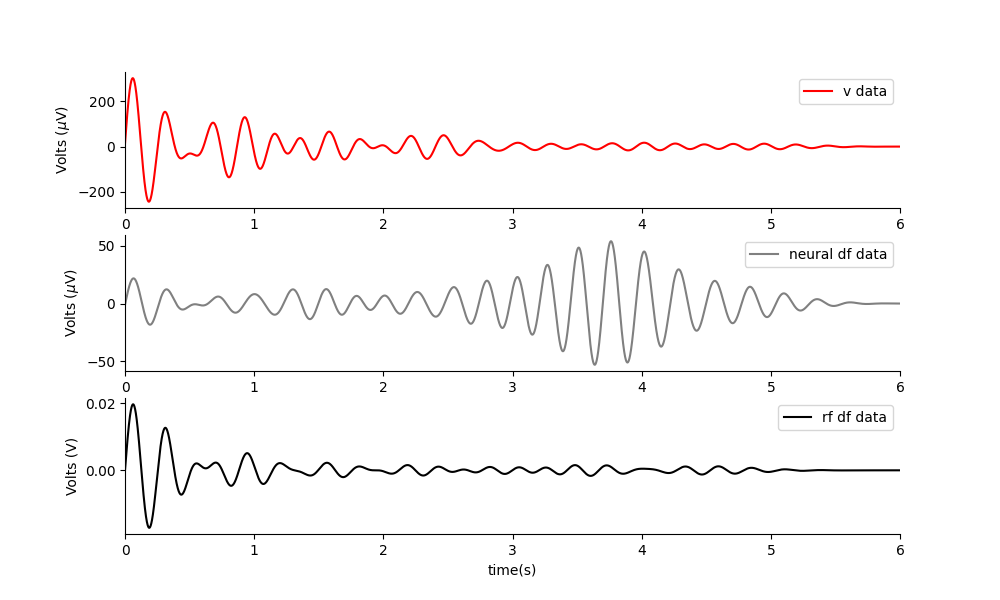 Volts (μV)
200
0
−200
v data
0 1 2 3 4 5 6
Volts (μV)
50
0
−50
neural df data
0 1 2 3 4 5 6
Volts (V)
0.02
0.00
rf df data
0 1 2 3 4 5 6
time(s)